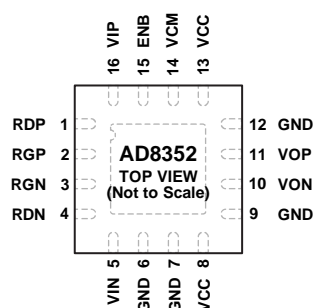 16 VIP
15 ENB
14 VCM
13 VCC
RDP 1
RGP 2
RGN 3
RDN 4
AD8352
TOP VIEW
(Not to Scale)
12 GND
11 VOP
10 VON
9 GND
VIN 5
GND 6
GND 7
VCC 8